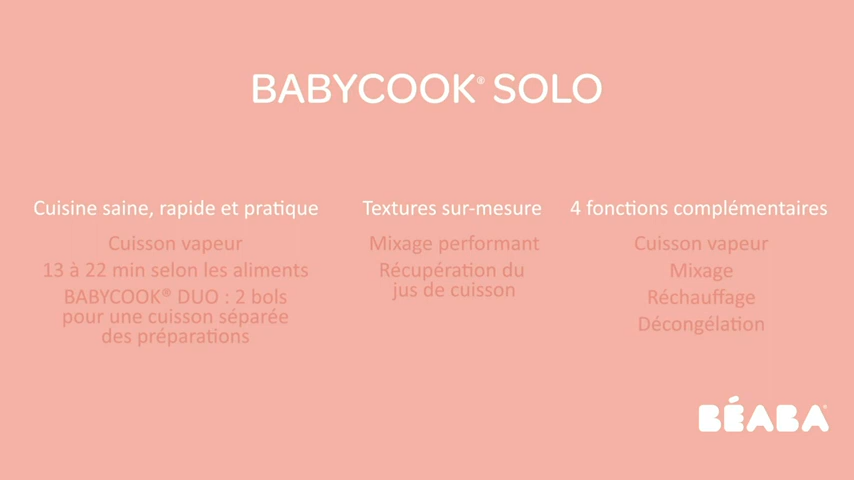 BABYCOOK® SOLO
Cuisine saine, rapide et pratique
Cuisson vapeur
13 à 22 min selon les aliments
BABYCOOK® DUO : 2 bols
pour une cuisson séparée
des préparations
Textures sur-mesure
Mixage performant
Récupération du
jus de cuisson
4 fonctions complémentaires
Cuisson vapeur
Mixage
Réchauffage
Décongélation
BÉABA®